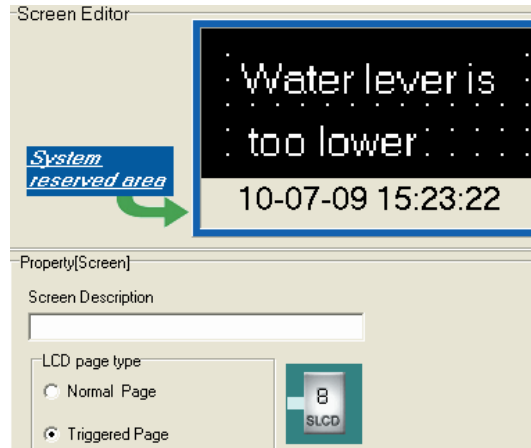 Screen Editor
Water lever is
too lower
System
reserved area
10-07-09 15:23:22
Property[Screen]
Screen Description
LCD page type
Normal Page
8
SLCD
Triggered Page